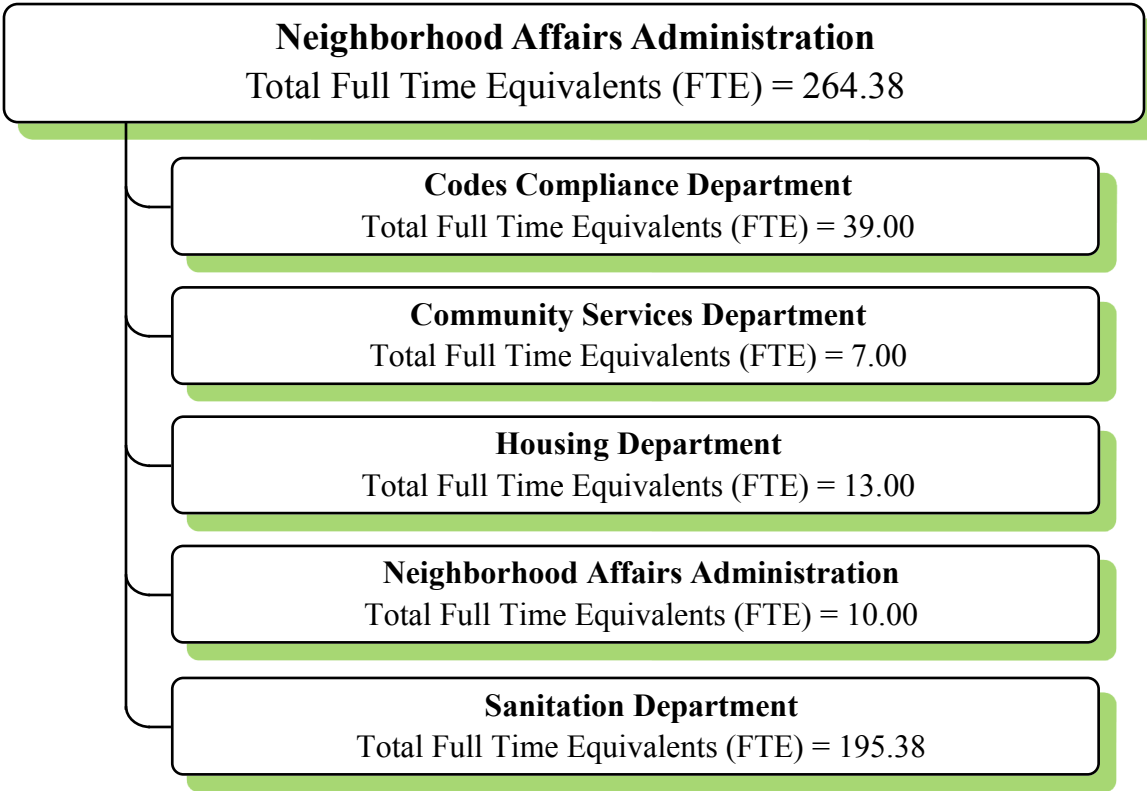 Neighborhood Affairs Administration
Total Full Time Equivalents (FTE) = 264.38
Codes Compliance Department
Total Full Time Equivalents (FTE) = 39.00
Community Services Department
Total Full Time Equivalents (FTE) = 7.00
Housing Department
Total Full Time Equivalents (FTE) = 13.00
Neighborhood Affairs Administration
Total Full Time Equivalents (FTE) = 10.00
Sanitation Department
Total Full Time Equivalents (FTE) = 195.38